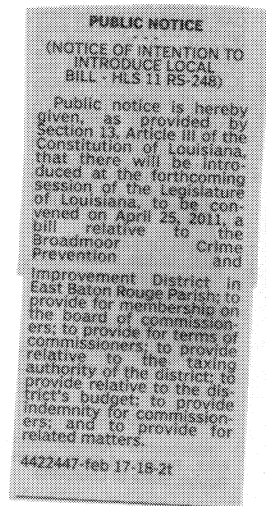 PUBLIC NOTICE
- - -
(NOTICE OF INTENTION TO
INTRODUCE LOCAL
BILL - HLS 11 RS-248)
Public notice is hereby
given, as provided by
Section 13, Article III of the
Constitution of Louisiana,
that there will be intro-
duced at the forthcoming
session of the Legislature
of Louisiana, to be con-
vened on April 25, 2011, a
bill relative to the
Broadmoor Crime
Prevention and
Improvement District in
East Baton Rouge Parish; to
provide for membership on
the board of commission-
ers; to provide for terms of
commissioners; to provide
relative to the taxing
authority of the district; to
provide relative to the dis-
trict's budget; to provide
indemnity for commission-
ers; and to provide for
related matters.
4422447-feb 17-18-2t